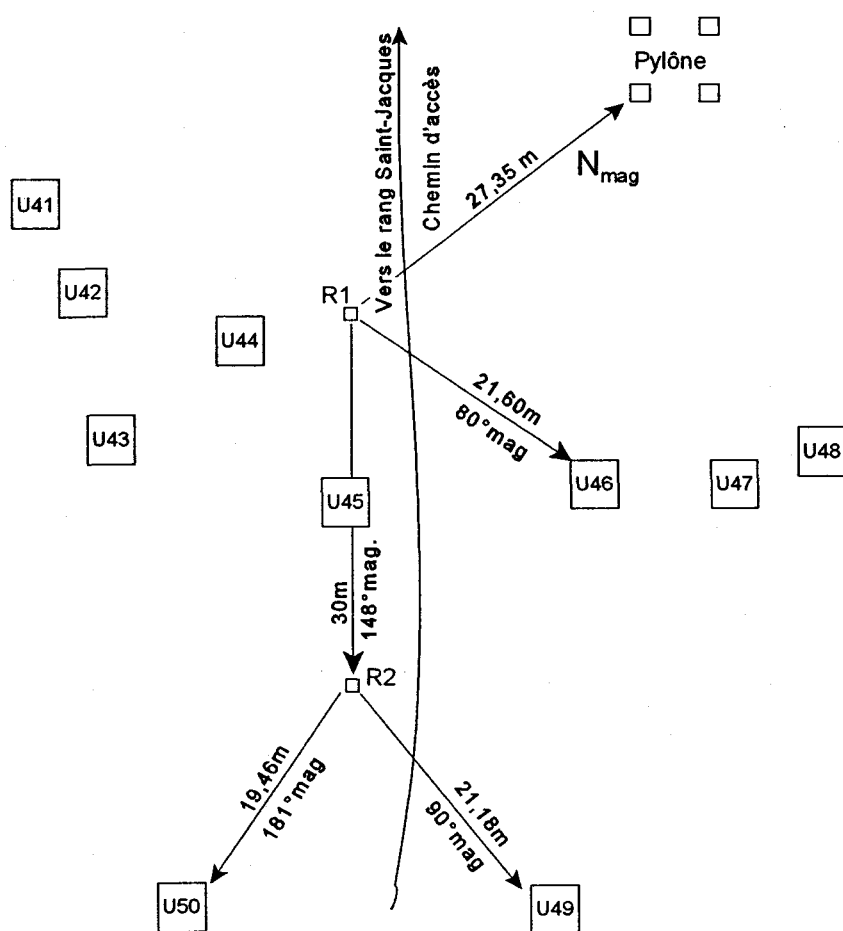 Pylône
Vers le rang Saint-Jacques
Chemin d'accès
27,35 m
N mag
U41
U42
R1
U44
21,60m
80°mag
U43
U48
U46
U47
U45
30m
148°mag.
R2
19,46m
181°mag
21,18m
90°mag
U50
U49